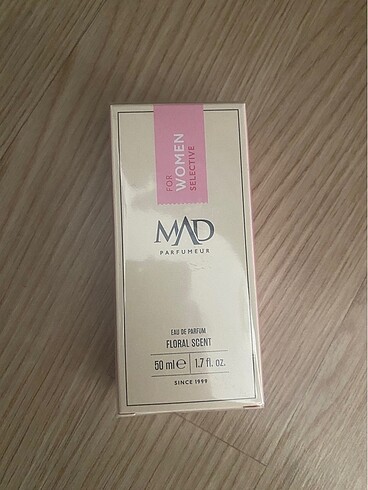 FOR
WOMEN
SELECTIVE
MAD
PARFUMEUR
EAU DE PARFUM
FLORAL SCENT
50 ml e 1.7 fl. oz.
SINCE 1999